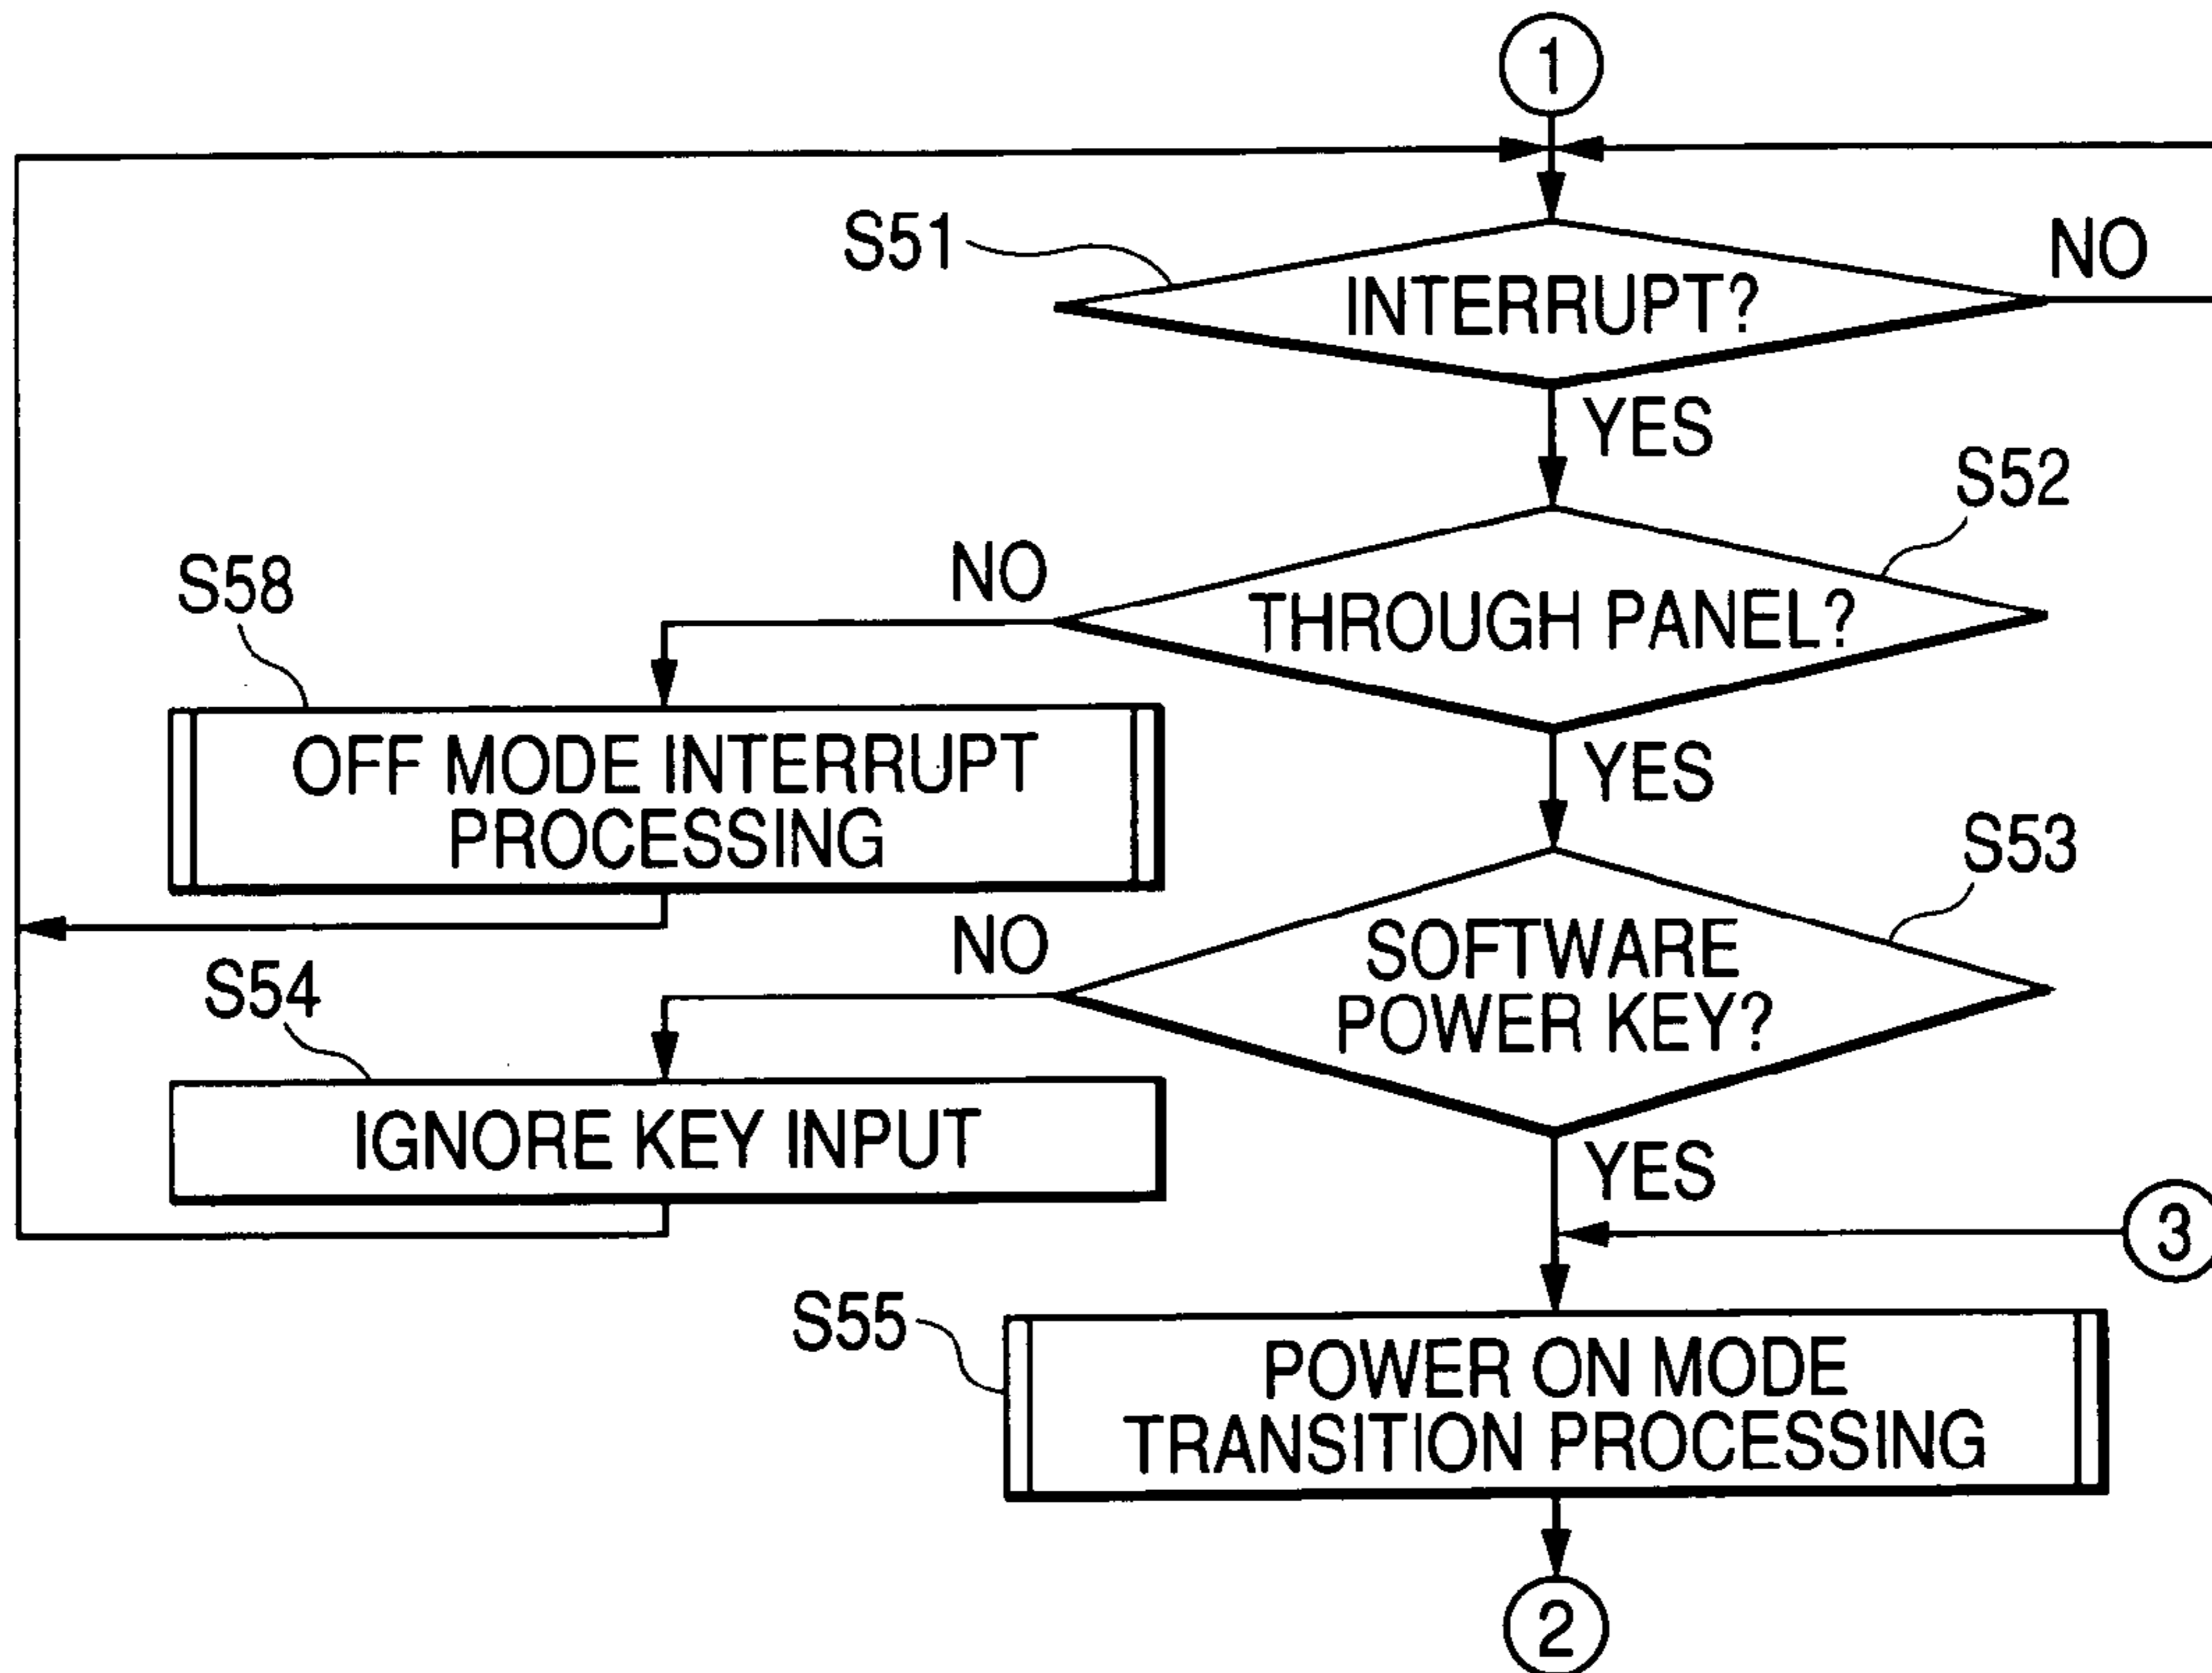 1
S51
INTERRUPT?
NO
YES
S52
NO
THROUGH PANEL?
S58
OFF MODE INTERRUPT
PROCESSING
YES
S53
NO
SOFTWARE
POWER KEY?
S54
IGNORE KEY INPUT
YES
3
S55
POWER ON MODE
TRANSITION PROCESSING
2